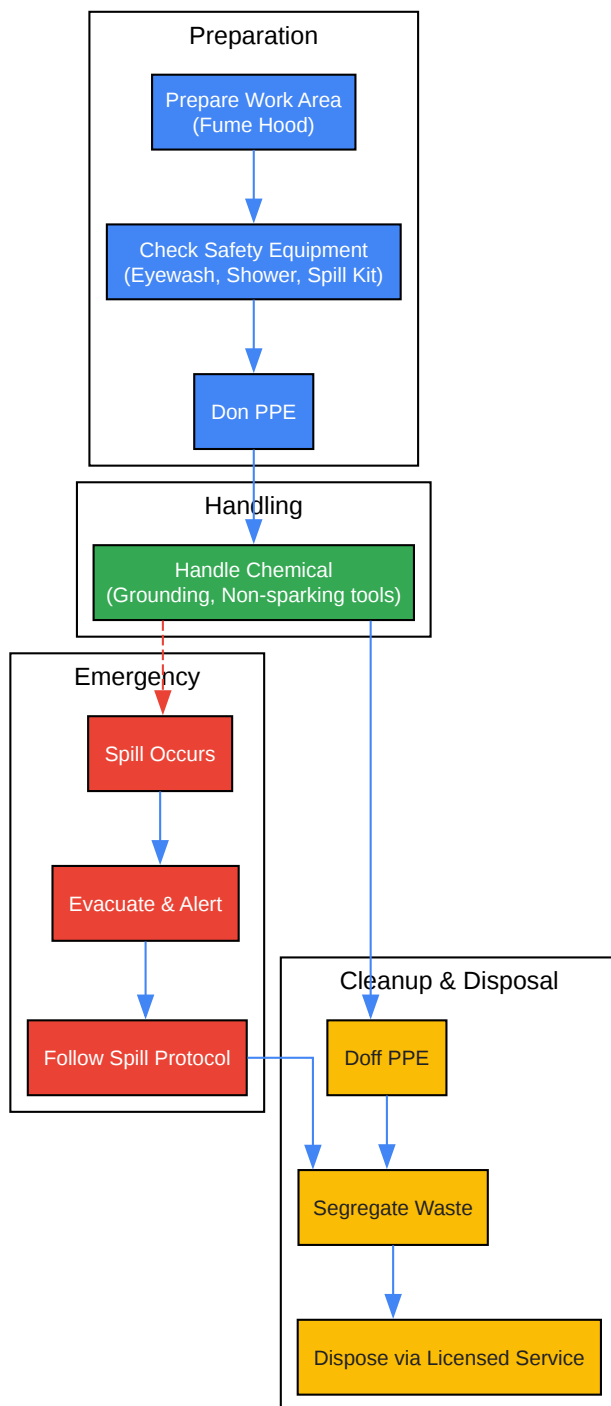 Preparation
Prepare Work Area
(Fume Hood)
Check Safety Equipment
(Eyewash, Shower, Spill Kit)
Don PPE
Handling
Handle Chemical
(Grounding, Non-sparking tools)
Emergency
Spill Occurs
Evacuate & Alert
Follow Spill Protocol
Cleanup & Disposal
Doff PPE
Segregate Waste
Dispose via Licensed Service